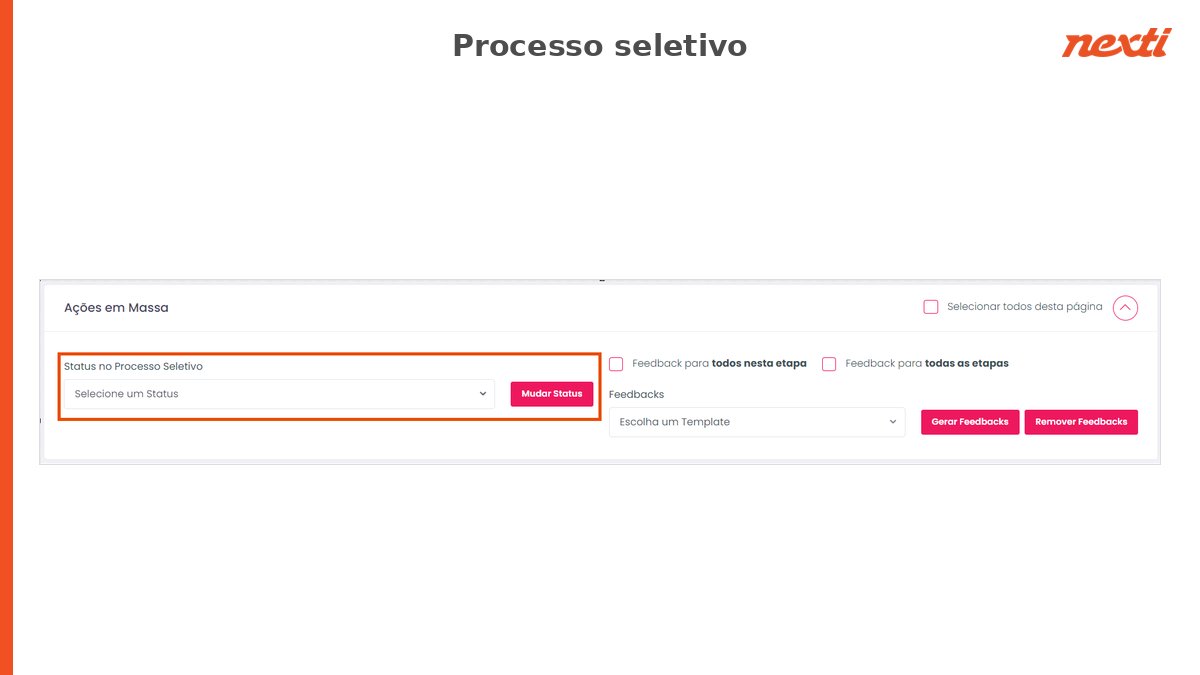 Processo seletivo
nexti
Ações em Massa
Selecionar todos desta página
Status no Processo Seletivo
Selecione um Status
Mudar Status
Feedback para todos nesta etapa
Feedback para todas as etapas
Feedbacks
Escolha um Template
Gerar Feedbacks
Remover Feedbacks